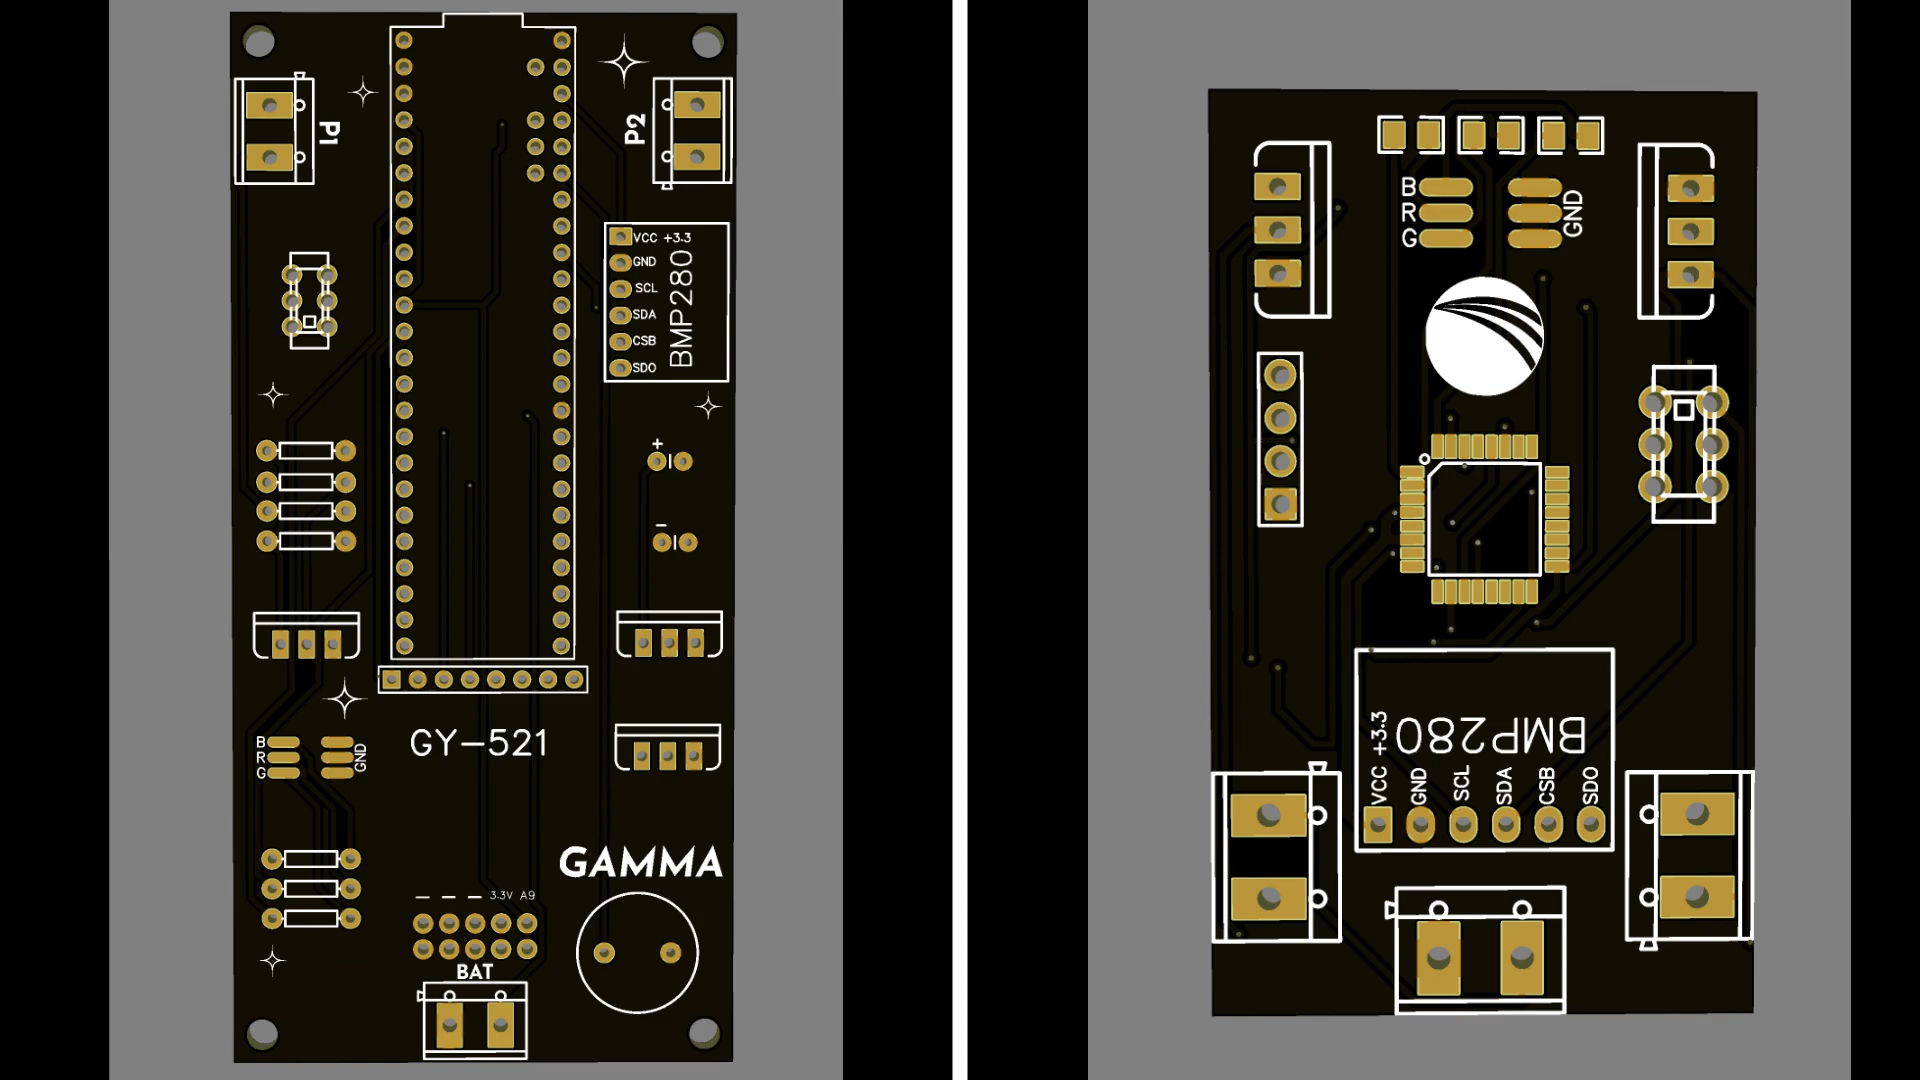 P1
P2
VCC +3.3
GND
SCL
SDA
CSB
SDO
BMP280
+
-
GY-521
B
R
G
GND
GAMMA
— — — 3.3V A9
BAT
B
R
G
GND
BMP280
VCC +3.3
GND
SCL
SDA
CSB
SDO